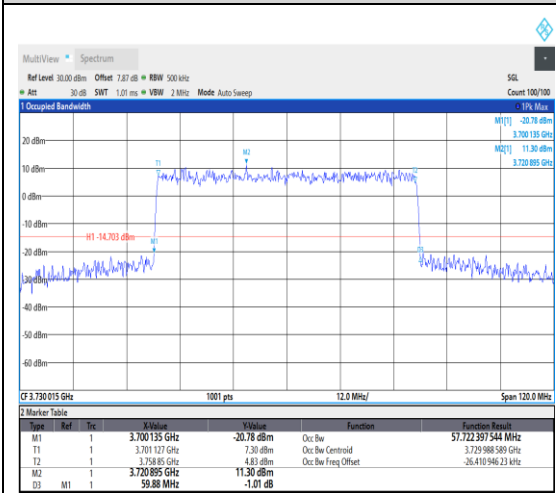 MultiView Spectrum
Ref Level 30.00 dBm Offset 7.87 dB RBW 500 kHz SGL
Att 30 dB SWT 1.01 ms VBW 2 MHz Mode Auto Sweep Count 100/100
1 Occupied Bandwidth 1Pk Max
M1[1] -20.78 dBm
3.700 135 GHz
M2[1] 11.30 dBm
3.720 895 GHz
20 dBm
M2
T1
10 dBm
0 dBm
-10 dBm
H1 -14.703 dBm
M1
-20 dBm
-30 dBm
-40 dBm
-50 dBm
-60 dBm
CF 3.730 015 GHz 1001 pts 12.0 MHz/ Span 120.0 MHz
2 Marker Table
Type Ref Trc X-Value Y-Value Function Function Result
M1 1 3.700 135 GHz -20.78 dBm Occ Bw 57.722 397 544 MHz
T1 1 3.701 127 GHz 7.30 dBm Occ Bw Centroid 3.729 988 589 GHz
T2 1 3.758 85 GHz 4.83 dBm Occ Bw Freq Offset -26.410 946 23 kHz
M2 1 3.720 895 GHz 11.30 dBm
D3 M1 1 59.88 MHz -1.01 dB